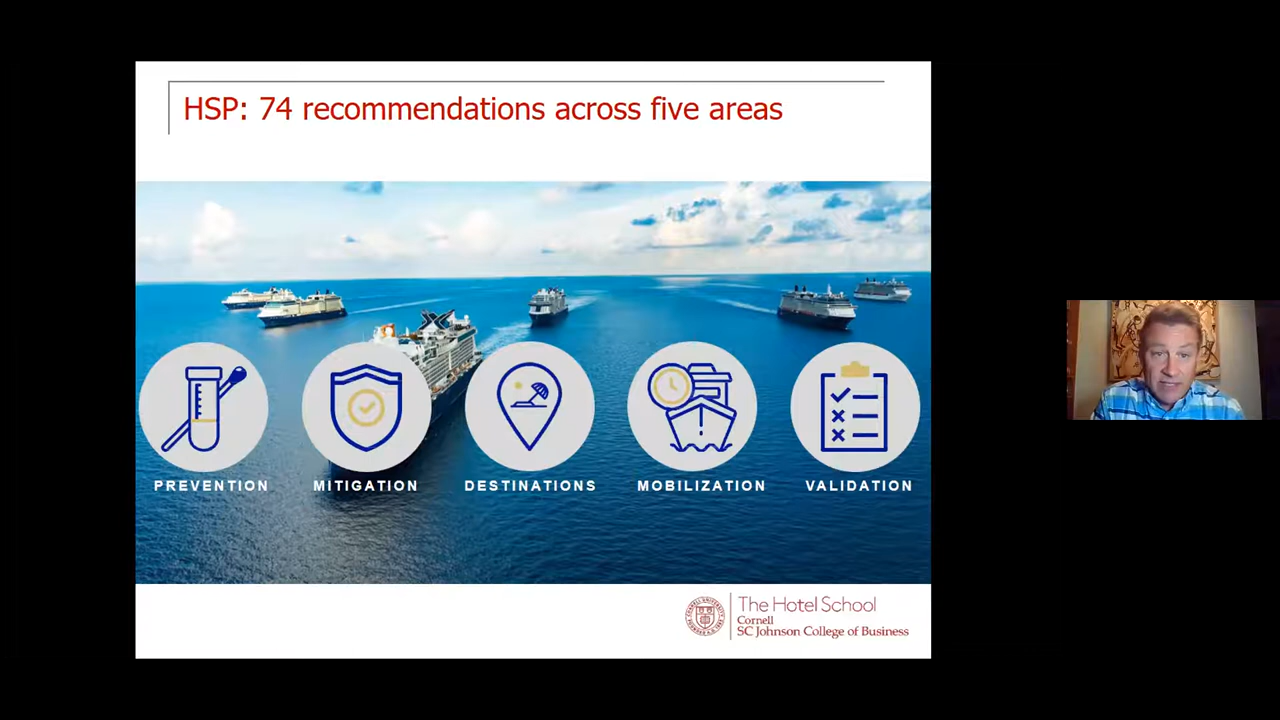 HSP: 74 recommendations across five areas
PREVENTION
MITIGATION
DESTINATIONS
MOBILIZATION
VALIDATION
The Hotel School
Cornell
SC Johnson College of Business